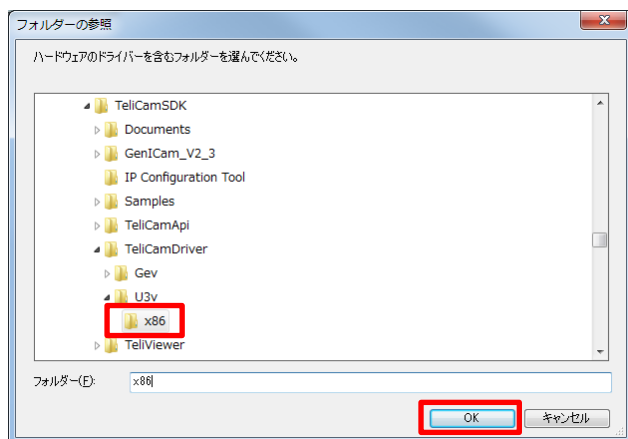 フォルダーの参照
ハードウェアのドライバーを含むフォルダーを選んでください。
TeliCamSDK
Documents
GenICam_V2_3
IP Configuration Tool
Samples
TeliCamApi
TeliCamDriver
Gev
U3v
x86
TeliViewer
フォルダー(F): x86
OK キャンセル